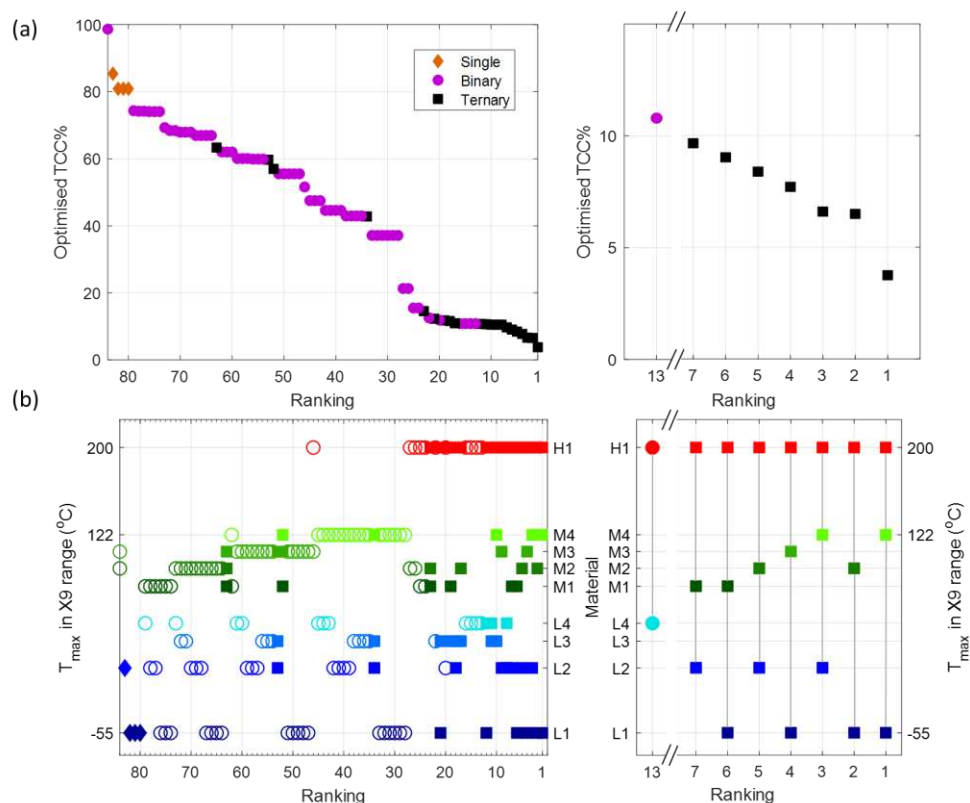 (a)
100
80
60
40
20
0
Optimised TCC%
Single
Binary
Ternary
80 70 60 50 40 30 20 10 1
Ranking
10
5
0
Optimised TCC%
13 7 6 5 4 3 2 1
Ranking
(b)
T_max in X9 range (°C)
200
122
-55
H1
M4
M3
M2
M1
L4
L3
L2
L1
Material
80 70 60 50 40 30 20 10 1
Ranking
H1
M4
M3
M2
M1
L4
L3
L2
L1
Material
200
122
-55
T_max in X9 range (°C)
13 7 6 5 4 3 2 1
Ranking